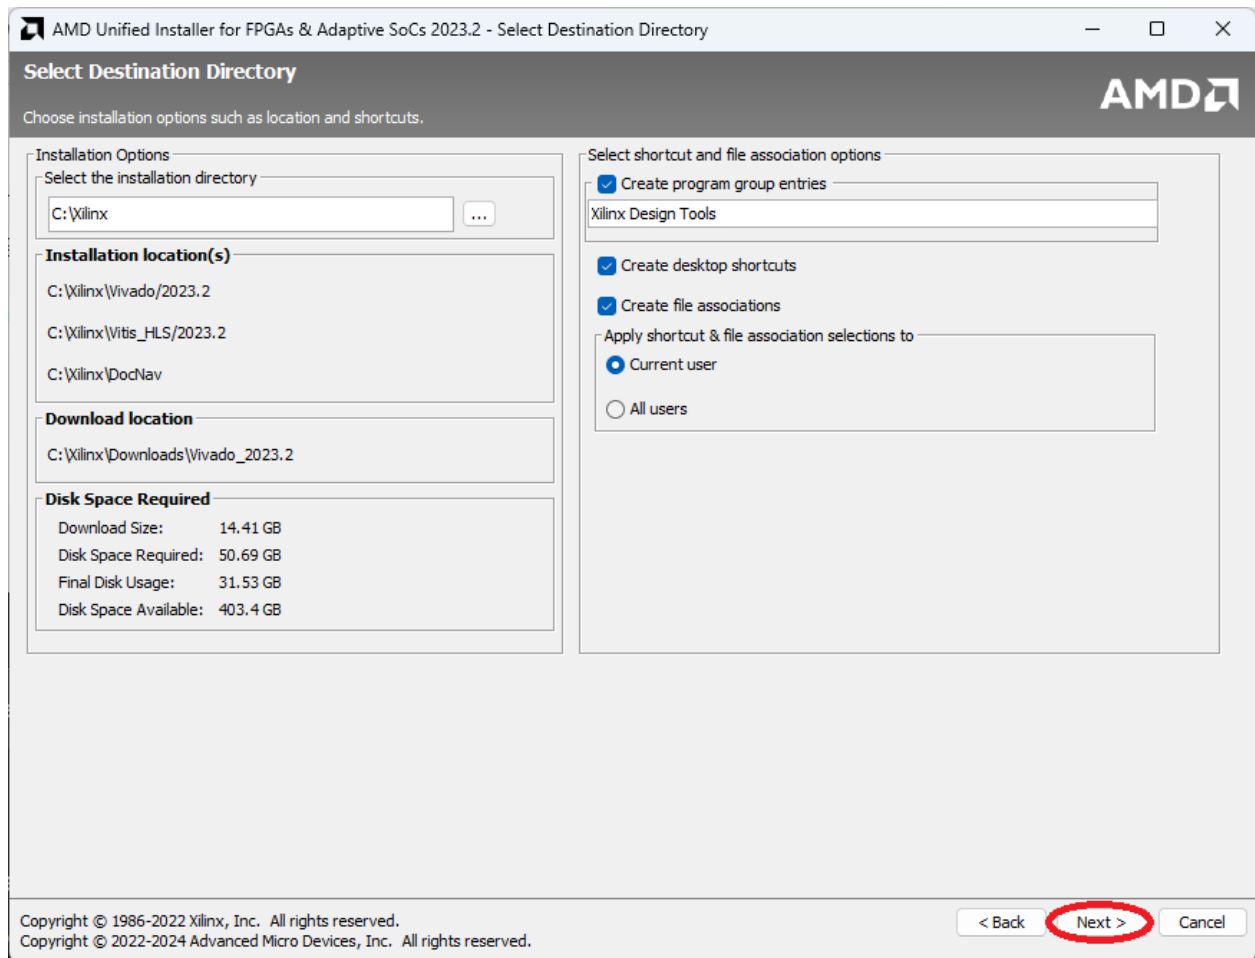 AMD Unified Installer for FPGAs & Adaptive SoCs 2023.2 - Select Destination Directory
Select Destination Directory
AMD
Choose installation options such as location and shortcuts.
Installation Options
Select the installation directory
C:\Xilinx
...
Installation location(s)
C:\Xilinx\Vivado/2023.2
C:\Xilinx\Vitis_HLS/2023.2
C:\Xilinx\DocNav
Download location
C:\Xilinx\Downloads\Vivado_2023.2
Disk Space Required
Download Size: 14.41 GB
Disk Space Required: 50.69 GB
Final Disk Usage: 31.53 GB
Disk Space Available: 403.4 GB
Select shortcut and file association options
Create program group entries
Xilinx Design Tools
Create desktop shortcuts
Create file associations
Apply shortcut & file association selections to
Current user
All users
Copyright © 1986-2022 Xilinx, Inc. All rights reserved.
Copyright © 2022-2024 Advanced Micro Devices, Inc. All rights reserved.
< Back Next > Cancel